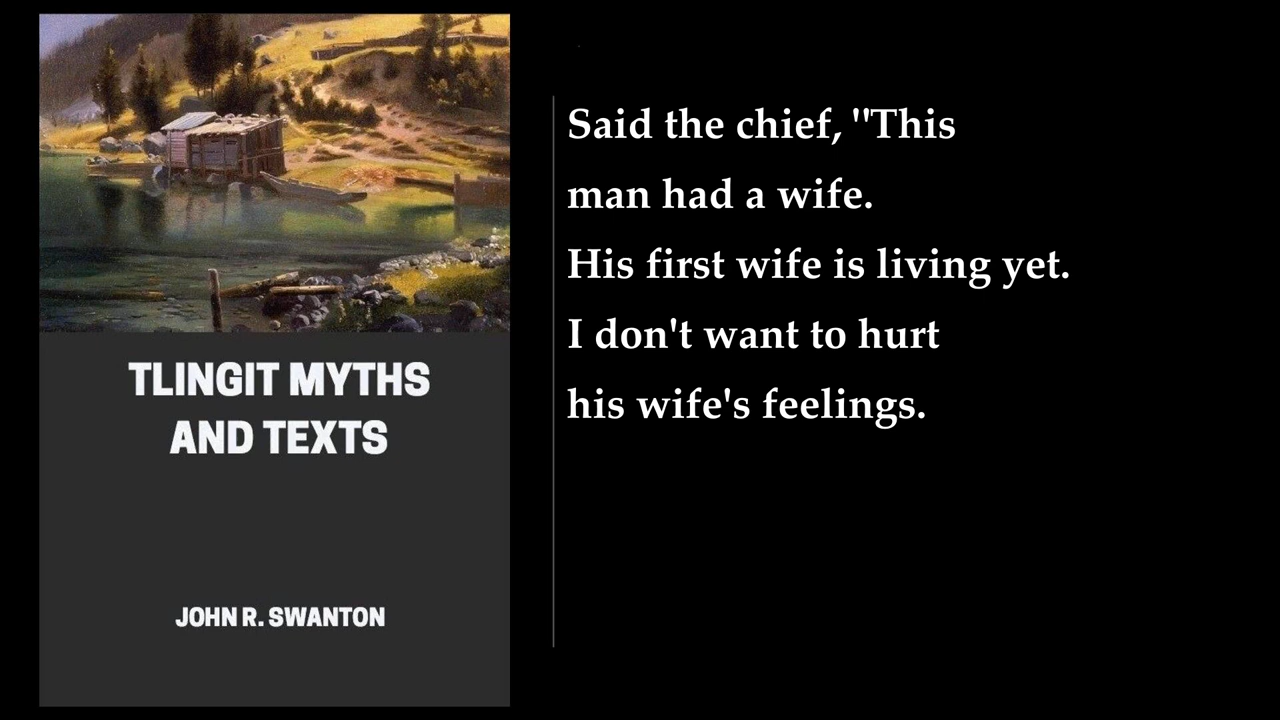 TLINGIT MYTHS
AND TEXTS
JOHN R. SWANTON
Said the chief, "This
man had a wife.
His first wife is living yet.
I don't want to hurt
his wife's feelings.